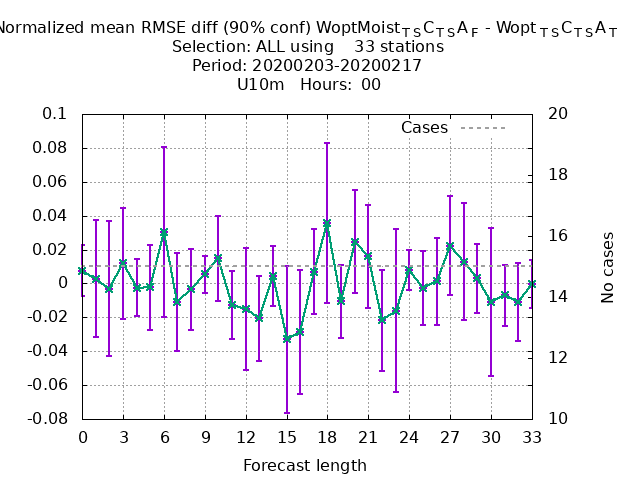 Normalized mean RMSE diff (90% conf) WoptMoistTSCTSAF - WoptTSCTSAT
Selection: ALL using 33 stations
Period: 20200203-20200217
U10m Hours: 00
Cases
0.1
0.08
0.06
0.04
0.02
0
-0.02
-0.04
-0.06
-0.08
20
18
16
14
12
10
No cases
0 3 6 9 12 15 18 21 24 27 30 33
Forecast length